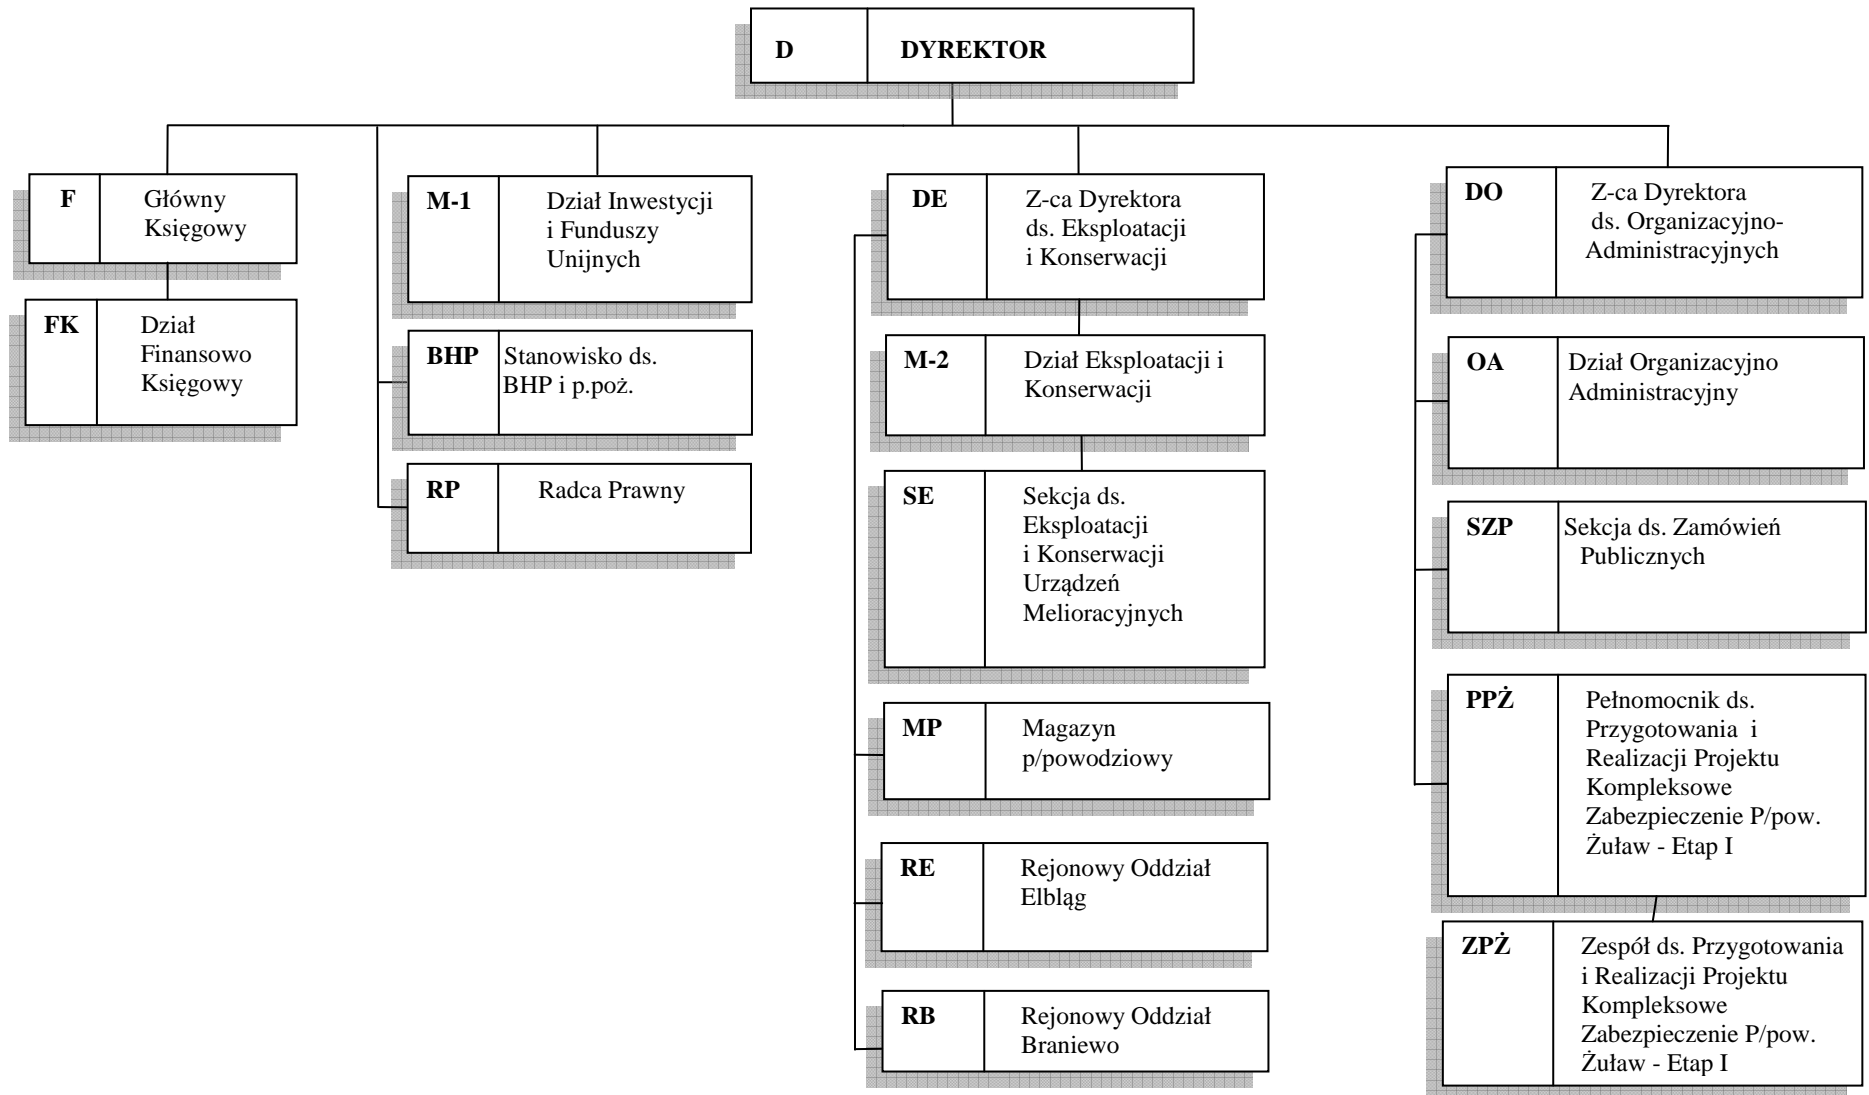 D DYREKTOR
F Główny
Księgowy
FK Dział
Finansowo
Księgowy
M-1 Dział Inwestycji
i Funduszy
Unijnych
BHP Stanowisko ds.
BHP i p.poż.
RP Radca Prawny
DE Z-ca Dyrektora
ds. Eksploatacji
i Konserwacji
M-2 Dział Eksploatacji i
Konserwacji
SE Sekcja ds.
Eksploatacji
i Konserwacji
Urządzeń
Melioracyjnych
MP Magazyn
p/powodziowy
RE Rejonowy Oddział
Elbląg
RB Rejonowy Oddział
Braniewo
DO Z-ca Dyrektora
ds. Organizacyjno-
Administracyjnych
OA Dział Organizacyjno
Administracyjny
SZP Sekcja ds. Zamówień
Publicznych
PPŻ Pełnomocnik ds.
Przygotowania i
Realizacji Projektu
Kompleksowe
Zabezpieczenie P/pow.
Żuław - Etap I
ZPŻ Zespół ds. Przygotowania
i Realizacji Projektu
Kompleksowe
Zabezpieczenie P/pow.
Żuław - Etap I